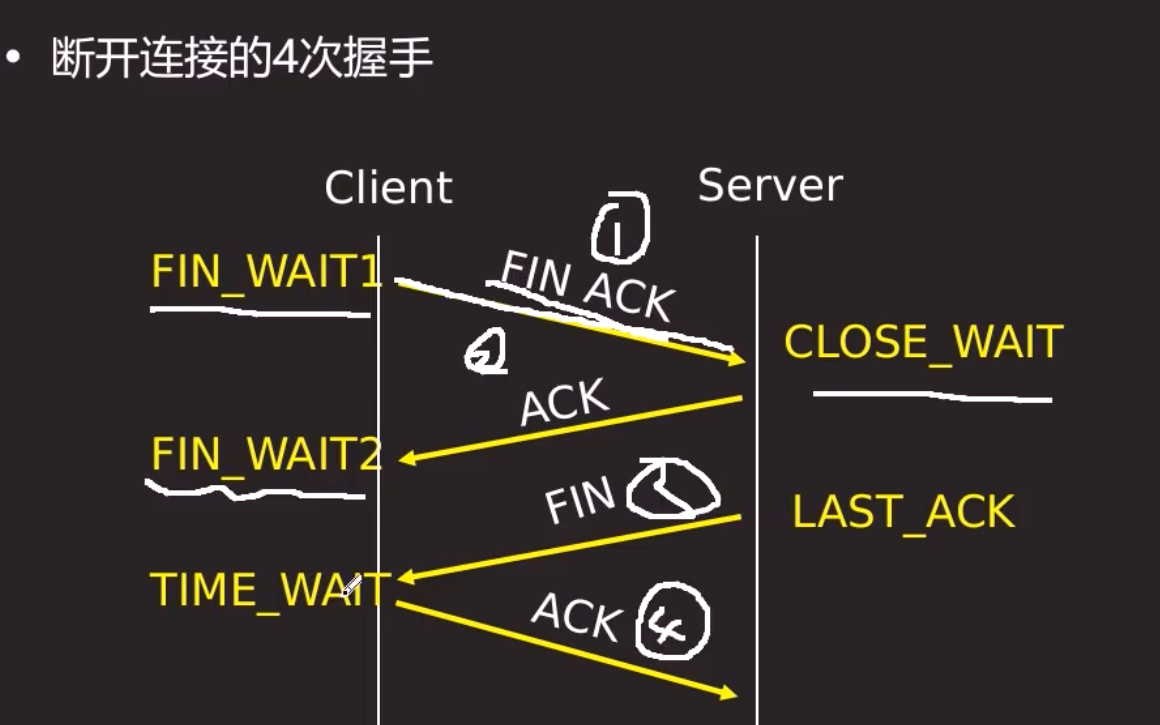 • 断开连接的4次握手
Client Server
①
FIN_WAIT1 FIN ACK
CLOSE_WAIT
②
ACK
FIN_WAIT2
FIN
LAST_ACK
TIME_WAIT
ACK ④